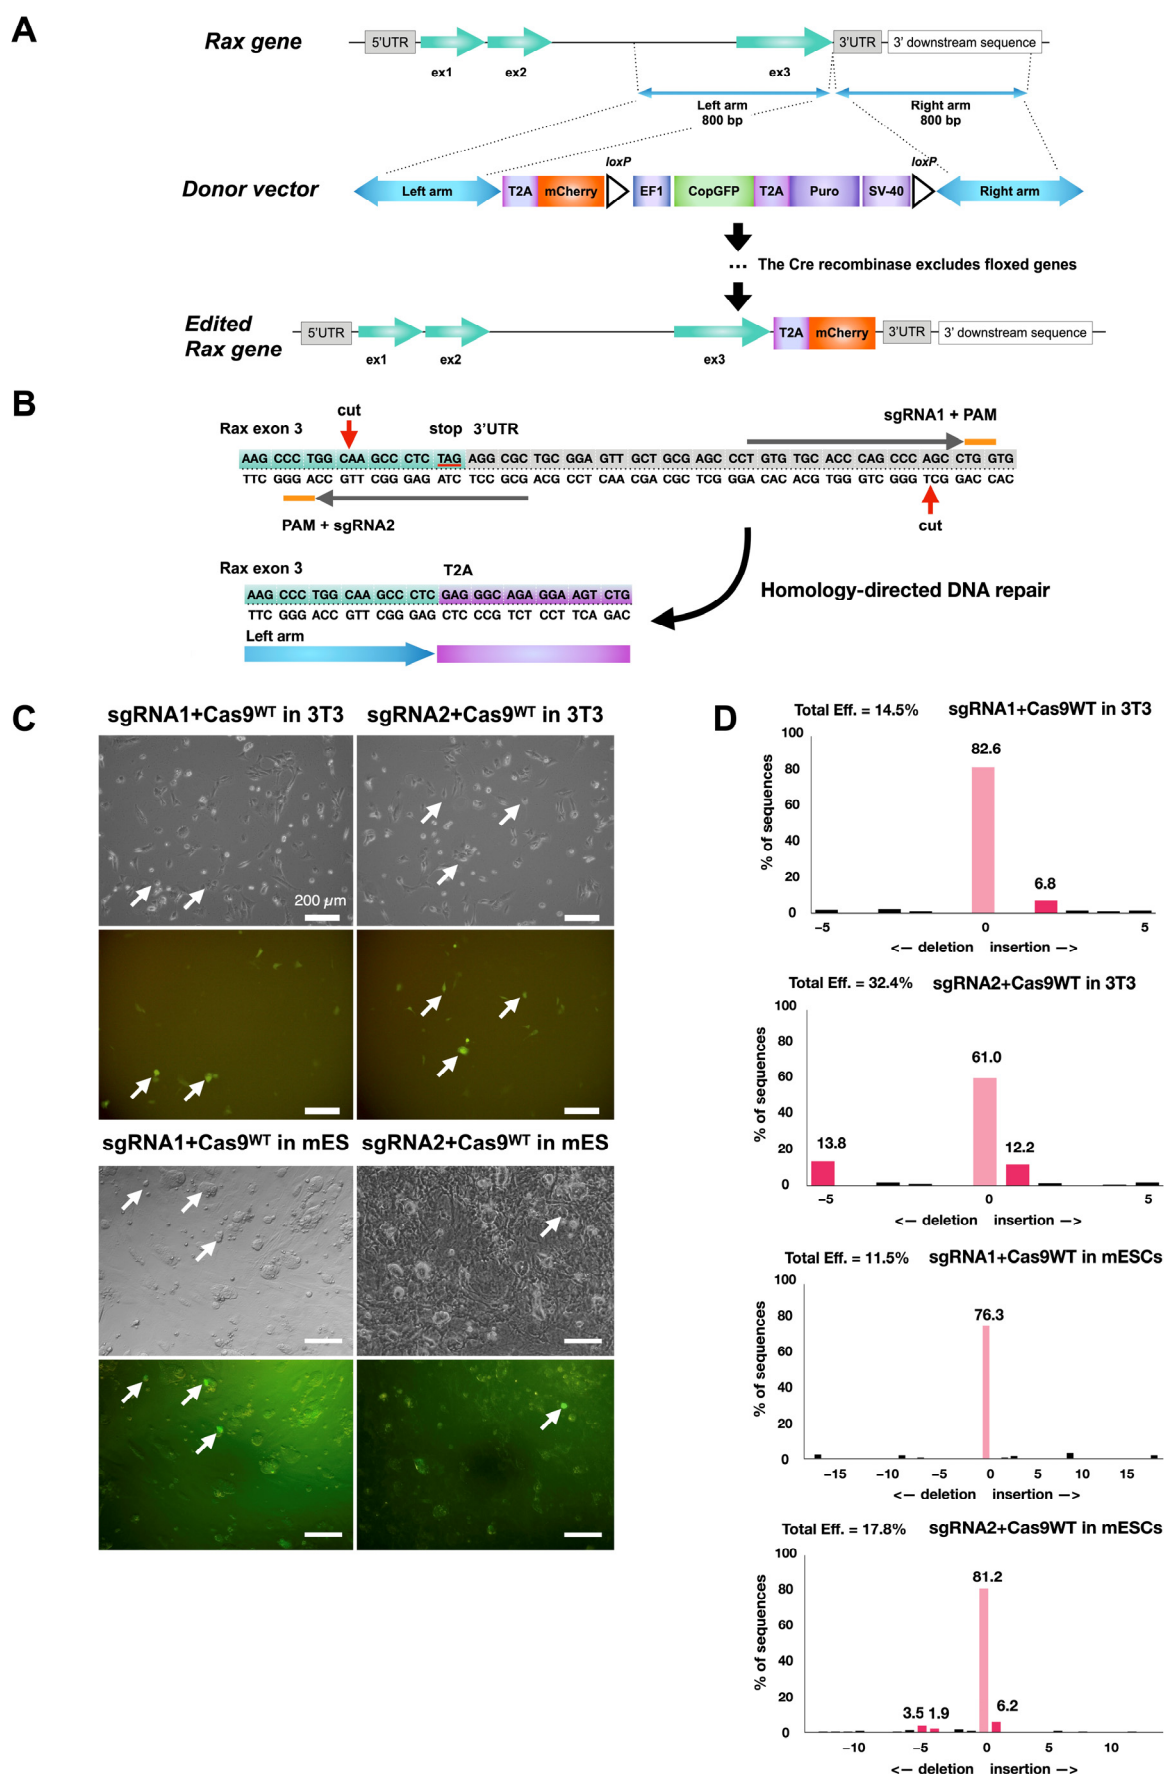 A
Rax gene
5'UTR
3'UTR
3' downstream sequence
ex1
ex2
ex3
Left arm
800 bp
Right arm
800 bp
loxP
loxP
Donor vector
Left arm
T2A
mCherry
EF1
CopGFP
T2A
Puro
SV-40
Right arm
··· The Cre recombinase excludes floxed genes
Edited
Rax gene
5'UTR
T2A
mCherry
3'UTR
3' downstream sequence
ex1
ex2
ex3
B
cut
sgRNA1 + PAM
Rax exon 3
stop
3'UTR
AAG CCC TGG CAA GCC CTC TAG AGG CGC TGC GGA GTT GCT GCG AGC CCT GTG TGC ACC CAG CCC AGC CTG GTG
TTC GGG ACC GTT CGG GAG ATC TCC GCG ACG CCT CAA CGA CGC TCG GGA CAC ACG TGG GTC GGG TCG GAC CAC
PAM + sgRNA2
cut
Rax exon 3
T2A
AAG CCC TGG CAA GCC CTC GAG GGC AGA GGA AGT CTG
TTC GGG ACC GTT CGG GAG CTC CCG TCT CCT TCA GAC
Left arm
Homology-directed DNA repair
C
sgRNA1+Cas9WT in 3T3
sgRNA2+Cas9WT in 3T3
200 µm
sgRNA1+Cas9WT in mES
sgRNA2+Cas9WT in mES
D
Total Eff. = 14.5%
sgRNA1+Cas9WT in 3T3
% of sequences
100
80
60
40
20
0
82.6
6.8
−5
0
5
<— deletion insertion —>
Total Eff. = 32.4%
sgRNA2+Cas9WT in 3T3
% of sequences
100
80
60
40
20
0
13.8
61.0
12.2
−5
0
5
<— deletion insertion —>
Total Eff. = 11.5%
sgRNA1+Cas9WT in mESCs
% of sequences
100
80
60
40
20
0
76.3
−15
−10
−5
0
5
10
15
<— deletion insertion —>
Total Eff. = 17.8%
sgRNA2+Cas9WT in mESCs
% of sequences
100
80
60
40
20
0
3.5
1.9
81.2
6.2
−10
−5
0
5
10
<— deletion insertion —>